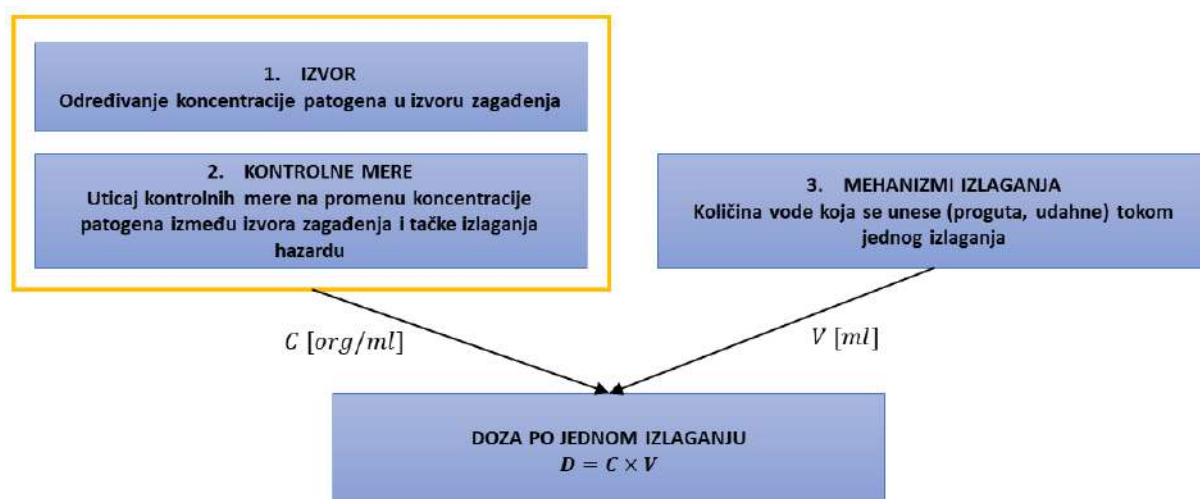 1. IZVOR
Određivanje koncentracije patogena u izvoru zagađenja
2. KONTROLNE MERE
Uticaj kontrolnih mere na promenu koncentracije
patogena između izvora zagađenja i tačke izlaganja
hazardu
3. MEHANIZMI IZLAGANJA
Količina vode koja se unese (proguta, udahne) tokom
jednog izlaganja
C [org/ml]
V [ml]
DOZA PO JEDNOM IZLAGANJU
D = C × V